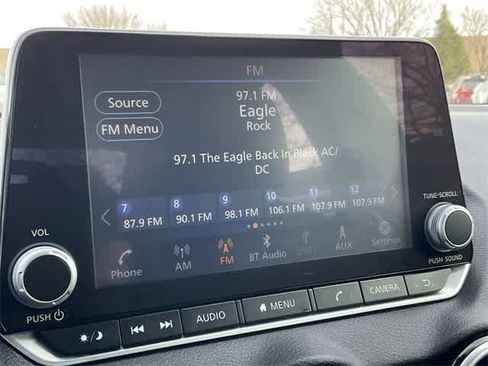 FM
Source
97.1 FM
Eagle
Rock
FM Menu
97.1 The Eagle Back In Black AC/
DC
7 8 9 10 11 12
87.9 FM 90.1 FM 98.1 FM 106.1 FM 107.9 FM 107.9 FM
Phone AM FM BT Audio AUX Settings
VOL
PUSH
TUNE·SCROLL
PUSH SOUND
AUDIO
MENU
CAMERA